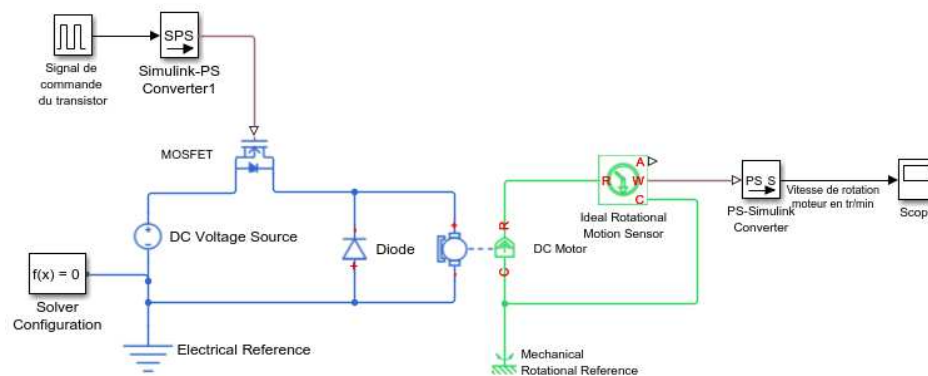 SPS
Signal de
commande
du transistor
Simulink-PS
Converter1
MOSFET
DC Voltage Source
Diode
f(x) = 0
Solver
Configuration
Electrical Reference
R
C
DC Motor
A
R W
C
Ideal Rotational
Motion Sensor
Mechanical
Rotational Reference
PS S
PS-Simulink
Converter
Vitesse de rotation
moteur en tr/min
Scop